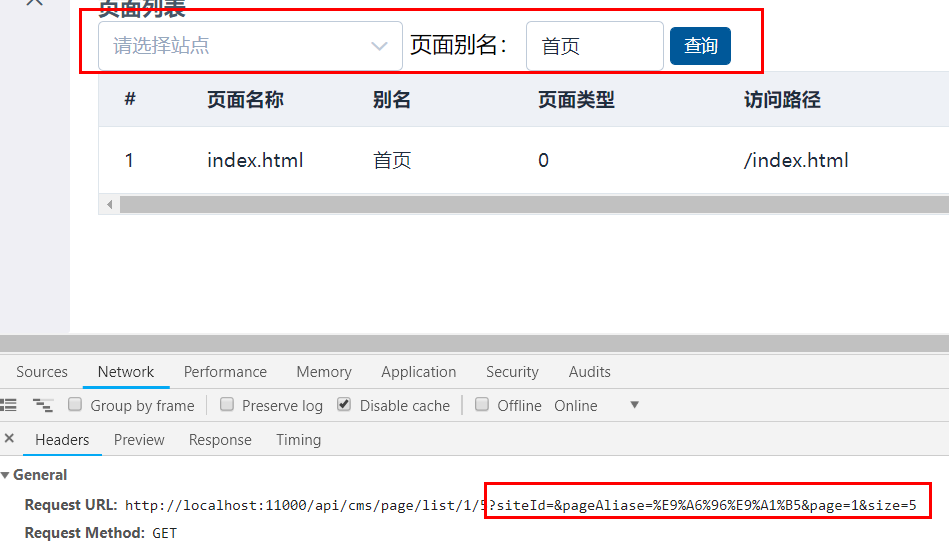 页面列表
请选择站点 页面别名： 首页 查询
# 页面名称 别名 页面类型 访问路径
1 index.html 首页 0 /index.html
Sources Network Performance Memory Application Security Audits
Group by frame Preserve log Disable cache Offline Online
Headers Preview Response Timing
General
Request URL: http://localhost:11000/api/cms/page/list/1/5?siteId=&pageAliase=%E9%A6%96%E9%A1%B5&page=1&size=5
Request Method: GET